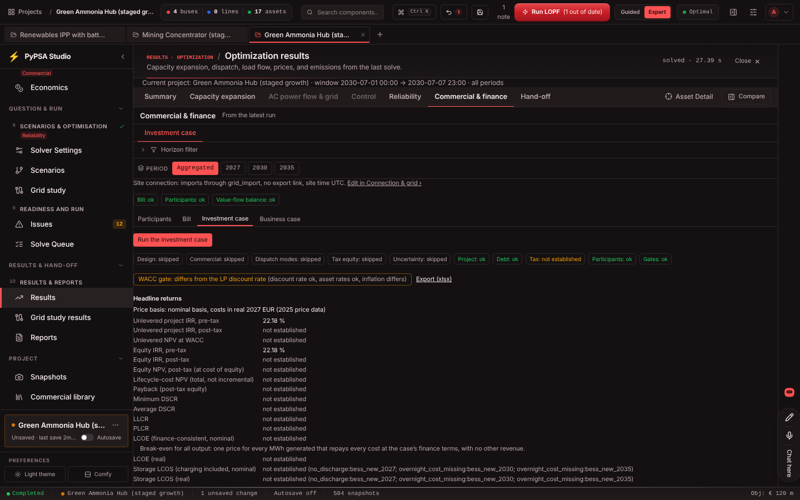 Projects / Green Ammonia Hub (staged gr... 4 buses 0 lines 17 assets Search components... Ctrl K 1 1 note Run LOPF (1 out of date) Guided Expert Optimal A
Renewables IPP with batt... Mining Concentrator (staged... Green Ammonia Hub (sta... × +
PyPSA Studio
Commercial
Economics
QUESTION & RUN
SCENARIOS & OPTIMISATION
Reliability
Solver Settings
Scenarios
Grid study
READINESS AND RUN
Issues 12
Solve Queue
RESULTS & HAND-OFF
RESULTS & REPORTS
Results
Grid study results
Reports
PROJECT
Snapshots
Commercial library
Green Ammonia Hub (s... ...
Unsaved · last save 2m... Autosave
PREFERENCES
Light theme Comfy
RESULTS · OPTIMIZATION / Optimization results
Capacity expansion, dispatch, load flow, prices, and emissions from the last solve.
solved · 27.39 s Close ×
Current project: Green Ammonia Hub (staged growth) · window 2030-07-01 00:00 → 2030-07-07 23:00 · all periods
Summary Capacity expansion AC power flow & grid Control Reliability Commercial & finance Hand-off Asset Detail Compare
Commercial & finance From the latest run
Investment case
Horizon filter
PERIOD Aggregated 2027 2030 2035
Site connection: imports through grid_import, no export link, site time UTC. Edit in Connection & grid ›
Bill: ok Participants: ok Value-flow balance: ok
Participants Bill Investment case Business case
Run the Investment case
Design: skipped Commercial: skipped Dispatch modes: skipped Tax equity: skipped Uncertainty: skipped Project: ok Debt: ok Tax: not established Participants: ok Gates: ok
WACC gate: differs from the LP discount rate (discount rate ok, asset rates ok, inflation differs) Export (xlsx)
Headline returns
Price basis: nominal basis, costs in real 2027 EUR (2025 price data)
Unlevered project IRR, pre-tax 22.18 %
Unlevered project IRR, post-tax not established
Unlevered NPV at WACC not established
Equity IRR, pre-tax 22.18 %
Equity IRR, post-tax not established
Equity NPV, post-tax (at cost of equity) not established
Lifecycle-cost NPV (total, not incremental) not established
Payback (post-tax equity) not established
Minimum DSCR not established
Average DSCR not established
LLCR not established
PLCR not established
LCOE (finance-consistent, nominal) not established
Break-even for all output: one price for every MWh generated that repays every cost at the case's finance terms, with no other revenue.
LCOE (real) not established
Storage LCOS (charging included, nominal) not established (no_discharge:bess_new_2027; overnight_cost_missing:bess_new_2030; overnight_cost_missing:bess_new_2035)
Storage LCOS (real) not established (no_discharge:bess_new_2027; overnight_cost_missing:bess_new_2030; overnight_cost_missing:bess_new_2035)
Chat here
Completed Green Ammonia Hub (staged growth) · 1 unsaved change · Autosave off · 504 snapshots Obj: € 120 m